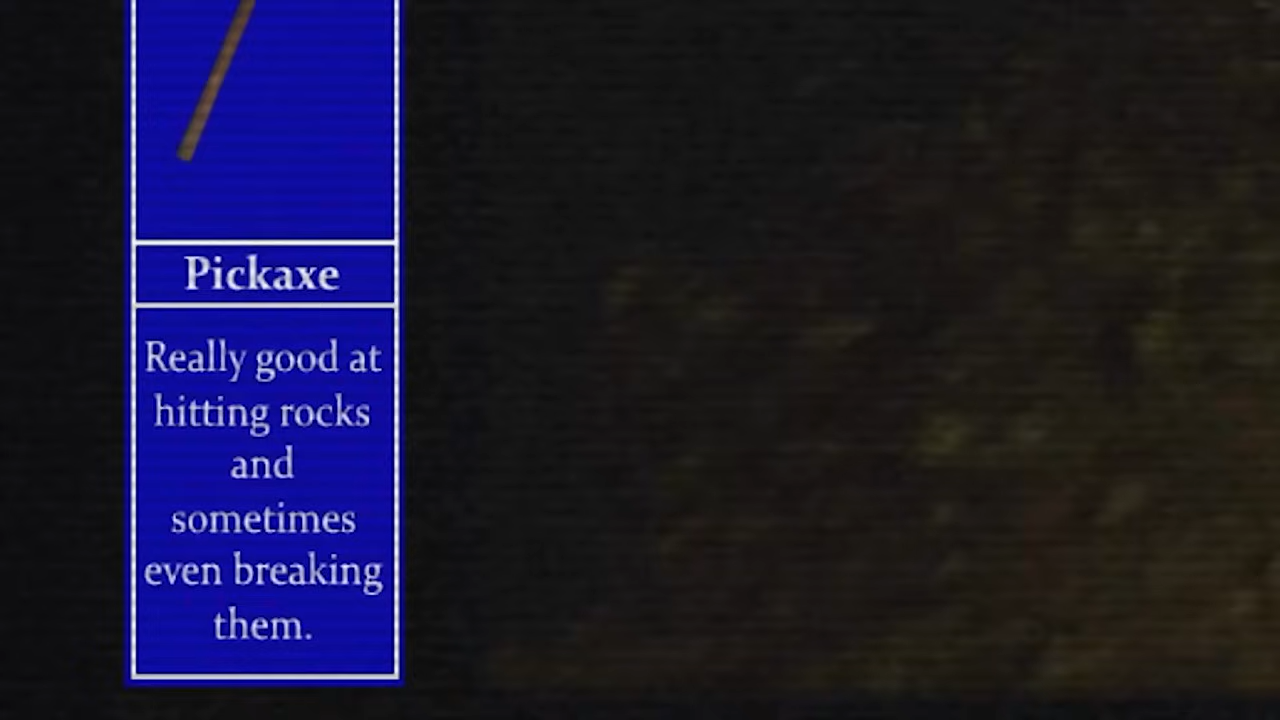 Pickaxe
Really good at
hitting rocks
and
sometimes
even breaking
them.